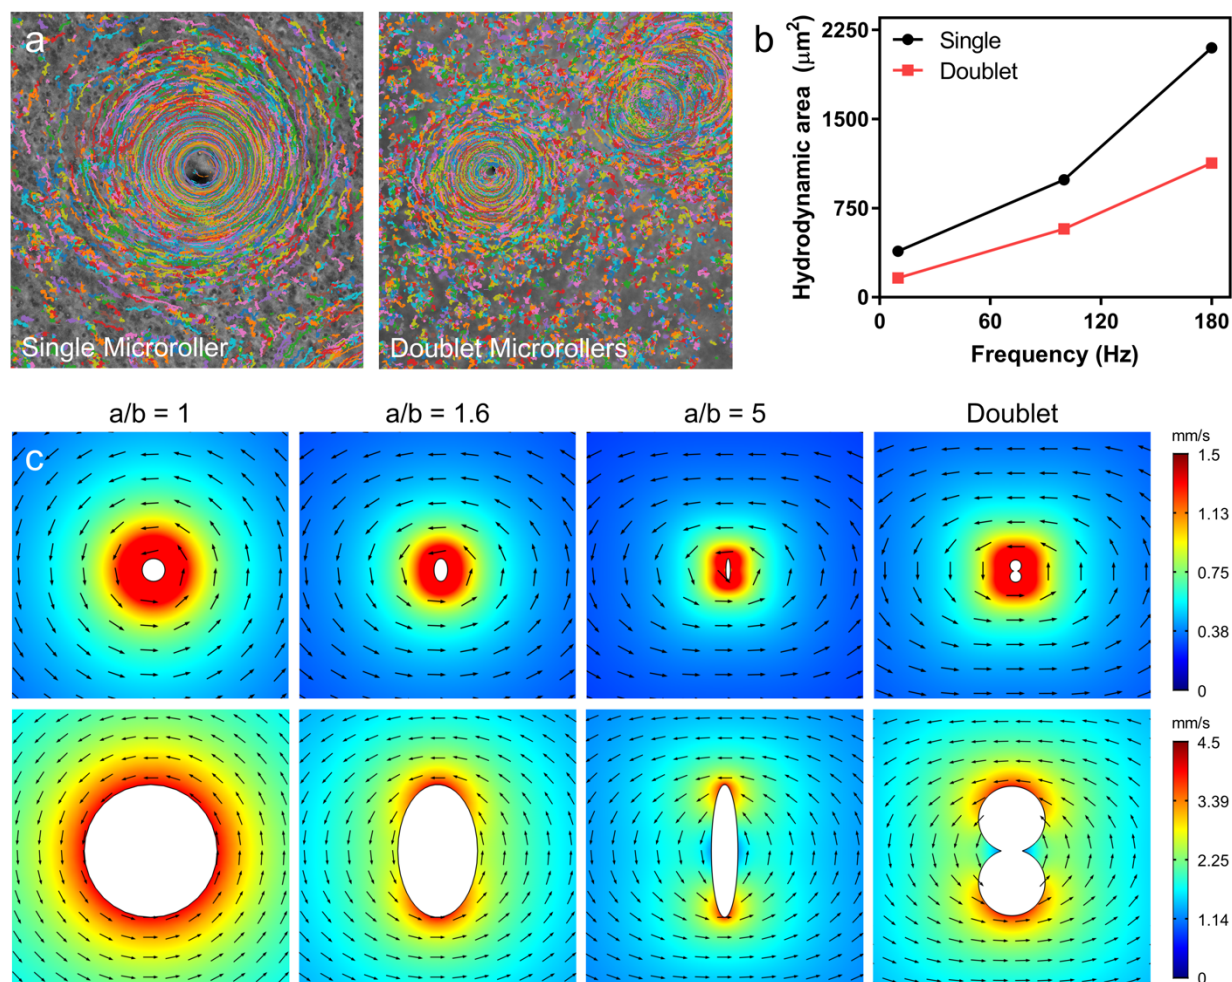 a
Single Microroller
Doublet Microrollers
b
Hydrodynamic area (μm²)
2250
1500
750
0
Single
Doublet
0 60 120 180
Frequency (Hz)
a/b = 1 a/b = 1.6 a/b = 5 Doublet
c
mm/s
1.5
1.13
0.75
0.38
0
mm/s
4.5
3.39
2.25
1.14
0